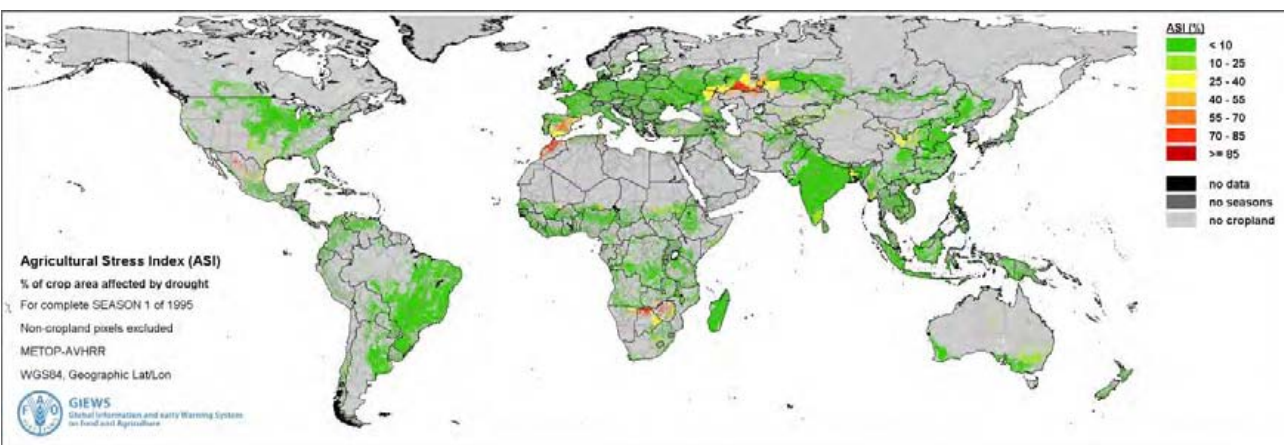 ASI (%)
< 10
10 - 25
25 - 40
40 - 55
55 - 70
70 - 85
>= 85
no data
no seasons
no cropland
Agricultural Stress Index (ASI)
% of crop area affected by drought
For complete SEASON 1 of 1995
Non-cropland pixels excluded
METOP-AVHRR
WGS84, Geographic Lat/Lon
FAO
GIEWS
Global Information and early Warning System
on food and Agriculture